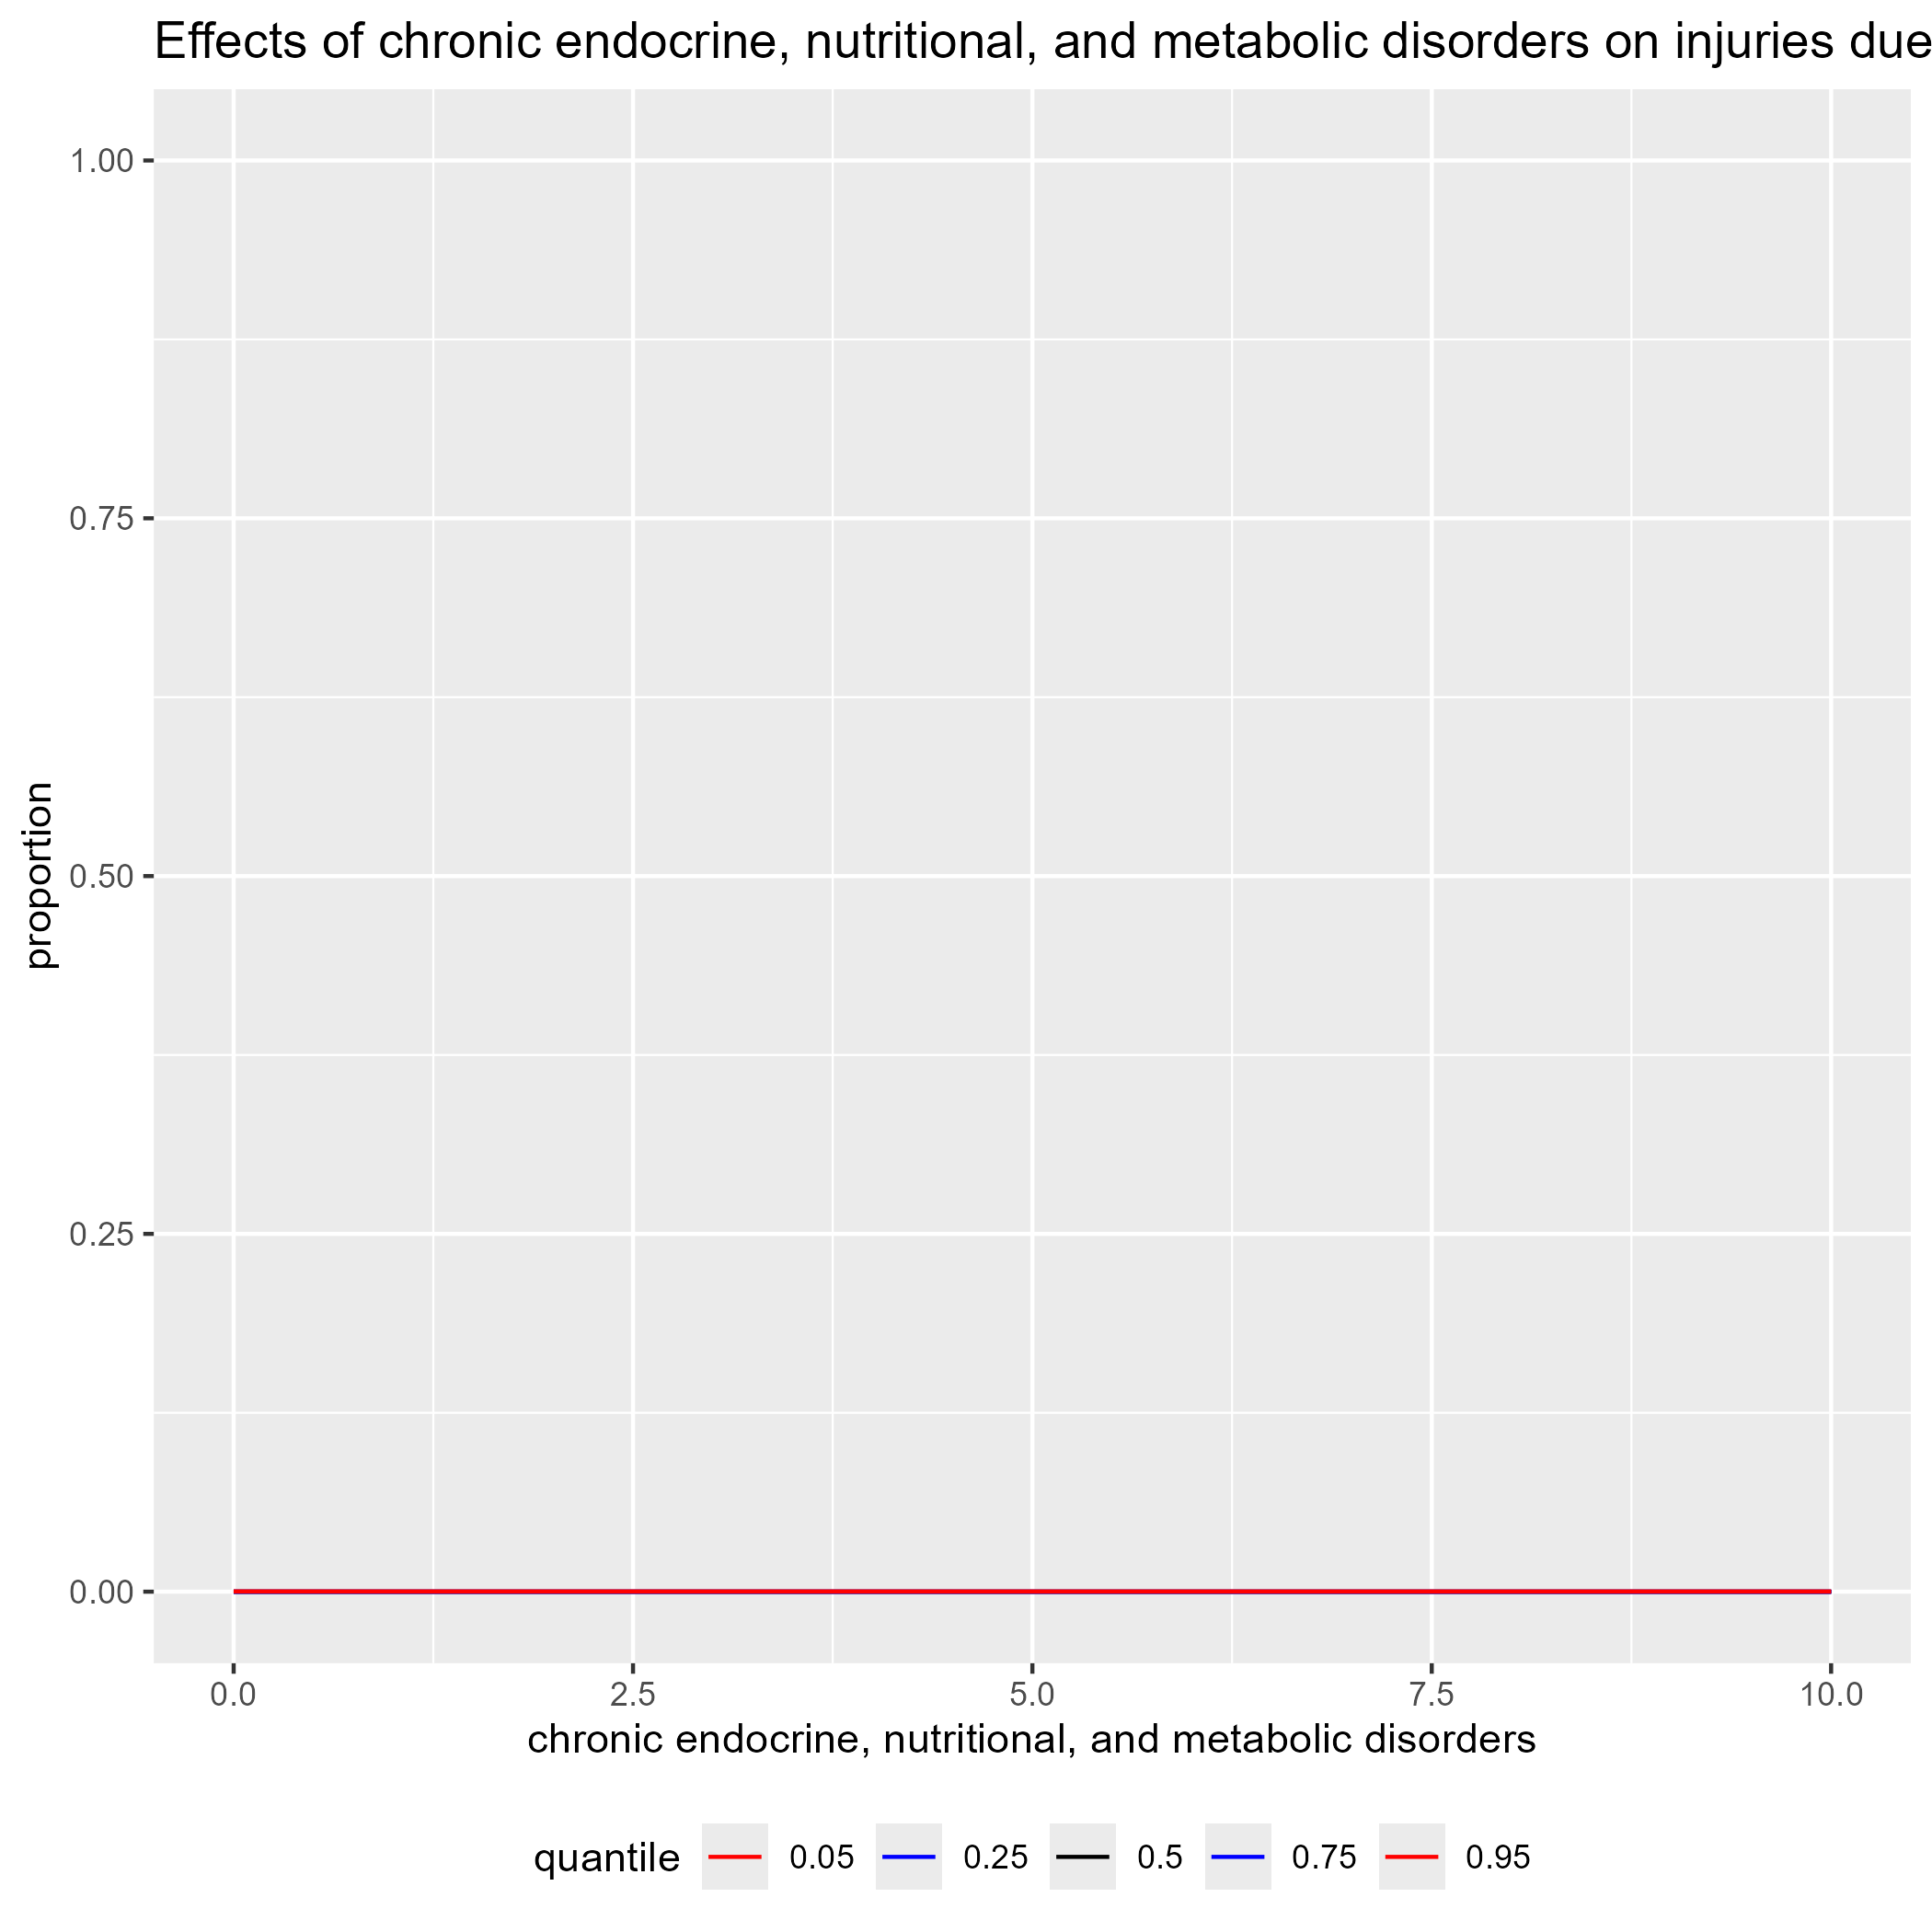 Effects of chronic endocrine, nutritional, and metabolic disorders on injuries due
1.00
0.75
0.50
0.25
0.00
proportion
0.0 2.5 5.0 7.5 10.0
chronic endocrine, nutritional, and metabolic disorders
quantile 0.05 0.25 0.5 0.75 0.95